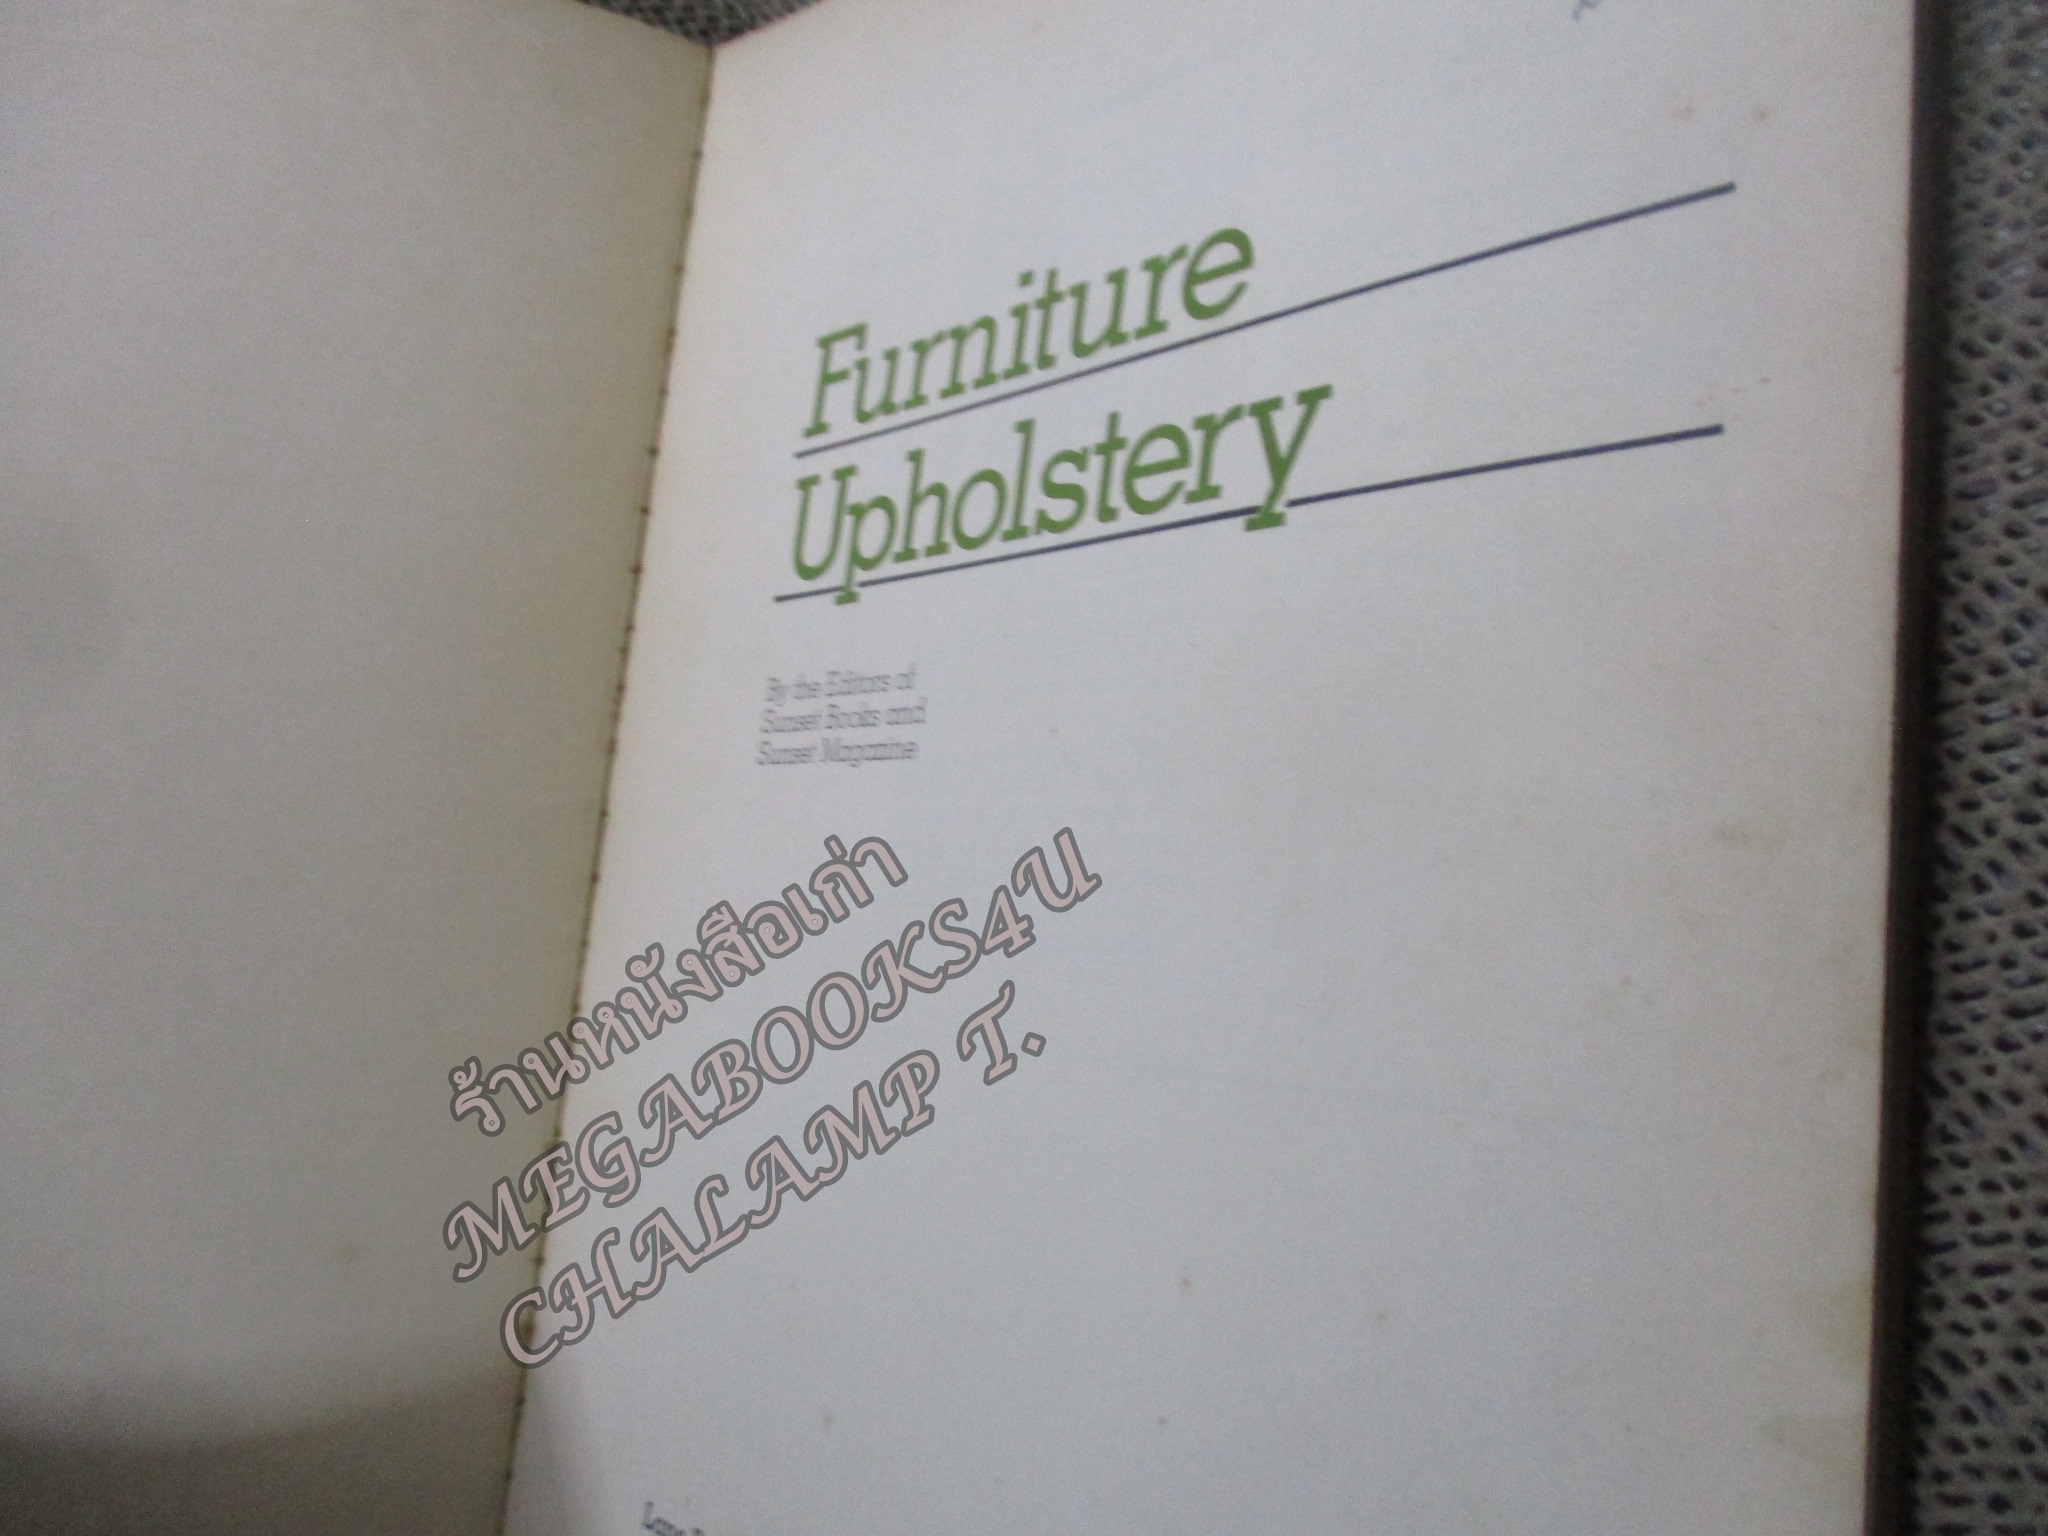 Furniture
Upholstery
By the Editors of
Sunset Books and
Sunset Magazine
ร้านหนังสือเก่า
MEGABOOKS4U
CHALAMP T.
Lane